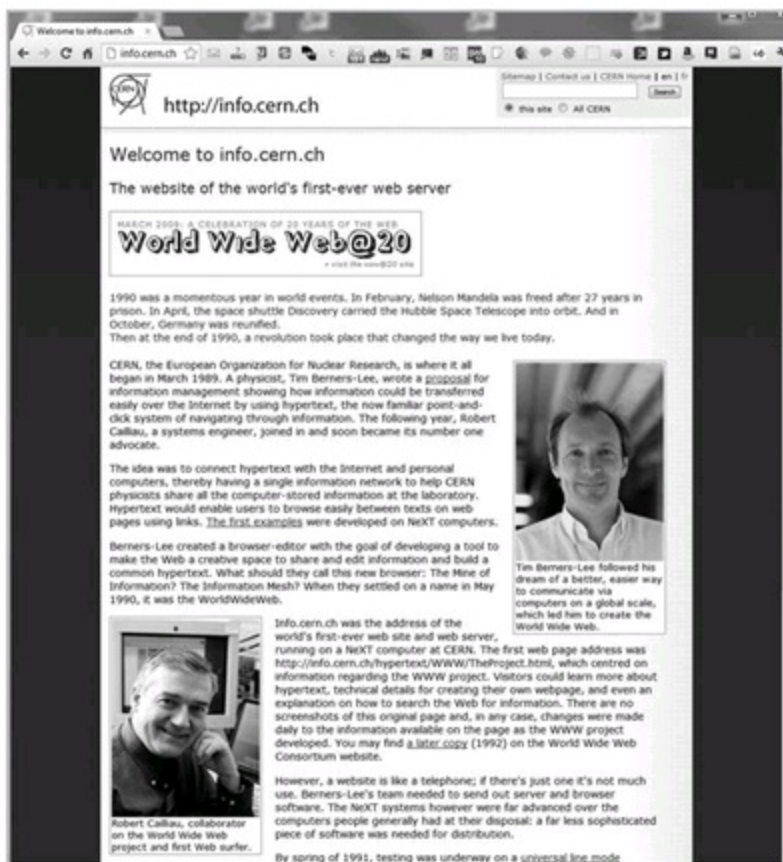 Welcome to info.cern.ch
info.cern.ch
Sitemap | Contact us | CERN Home | en | fr
CERN
http://info.cern.ch
Search
this site All CERN
Welcome to info.cern.ch
The website of the world's first-ever web server
MARCH 2009: A CELEBRATION OF 20 YEARS OF THE WEB
World Wide Web@20
visit the www@20 site
1990 was a momentous year in world events. In February, Nelson Mandela was freed after 27 years in
prison. In April, the space shuttle Discovery carried the Hubble Space Telescope into orbit. And in
October, Germany was reunified.
Then at the end of 1990, a revolution took place that changed the way we live today.
CERN, the European Organization for Nuclear Research, is where it all
began in March 1989. A physicist, Tim Berners-Lee, wrote a proposal for
information management showing how information could be transferred
easily over the Internet by using hypertext, the now familiar point-and-
click system of navigating through information. The following year, Robert
Cailliau, a systems engineer, joined in and soon became its number one
advocate.
The idea was to connect hypertext with the Internet and personal
computers, thereby having a single information network to help CERN
physicists share all the computer-stored information at the laboratory.
Hypertext would enable users to browse easily between texts on web
pages using links. The first examples were developed on NeXT computers.
Berners-Lee created a browser-editor with the goal of developing a tool to
make the Web a creative space to share and edit information and build a
common hypertext. What should they call this new browser: The Mine of
Information? The Information Mesh? When they settled on a name in May
1990, it was the WorldWideWeb.
Tim Berners-Lee followed his
dream of a better, easier way
to communicate via
computers on a global scale,
which led him to create the
World Wide Web.
Info.cern.ch was the address of the
world's first-ever web site and web server,
running on a NeXT computer at CERN. The first web page address was
http://info.cern.ch/hypertext/WWW/TheProject.html, which centred on
information regarding the WWW project. Visitors could learn more about
hypertext, technical details for creating their own webpage, and even an
explanation on how to search the Web for information. There are no
screenshots of this original page and, in any case, changes were made
daily to the information available on the page as the WWW project
developed. You may find a later copy (1992) on the World Wide Web
Consortium website.
Robert Cailliau, collaborator
on the World Wide Web
project and first Web surfer.
However, a website is like a telephone; if there's just one it's not much
use. Berners-Lee's team needed to send out server and browser
software. The NeXT systems however were far advanced over the
computers people generally had at their disposal: a far less sophisticated
piece of software was needed for distribution.
By spring of 1991, testing was underway on a universal line mode